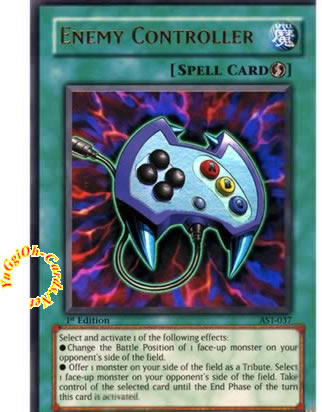 ENEMY CONTROLLER
魔
[SPELL CARD]
YuGgiOh-Cards.Net
1st Edition
AST-037
Select and activate 1 of the following effects:
● Change the Battle Position of 1 face-up monster on your
opponent's side of the field.
● Offer 1 monster on your side of the field as a Tribute. Select
1 face-up monster on your opponent's side of the field. Take
control of the selected card until the End Phase of the turn
this card is activated.